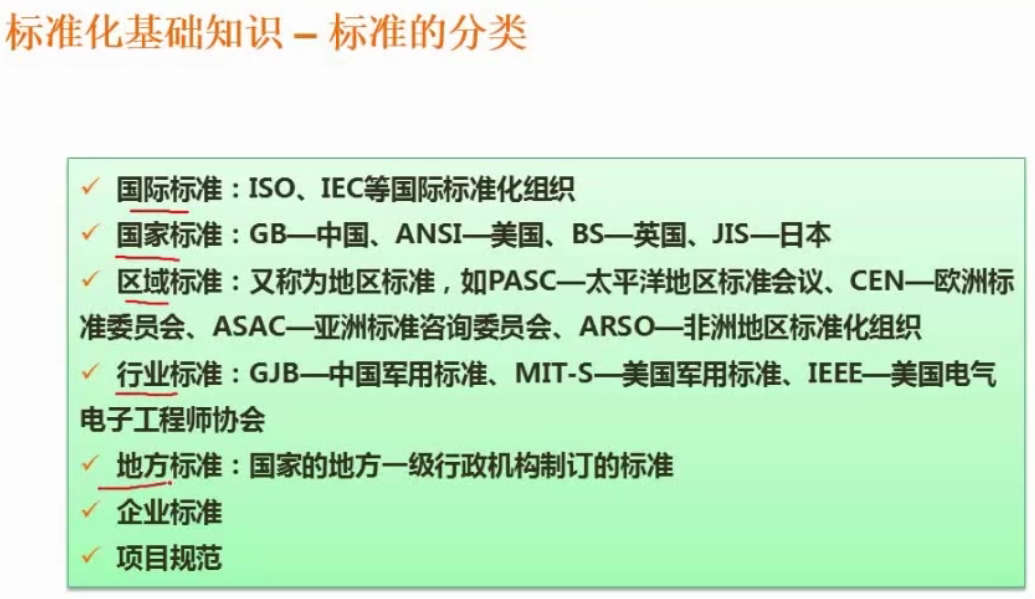 标准化基础知识 – 标准的分类
✓ 国际标准：ISO、IEC等国际标准化组织
✓ 国家标准：GB—中国、ANSI—美国、BS—英国、JIS—日本
✓ 区域标准：又称为地区标准，如PASC—太平洋地区标准会议、CEN—欧洲标
准委员会、ASAC—亚洲标准咨询委员会、ARSO—非洲地区标准化组织
✓ 行业标准：GJB—中国军用标准、MIT-S—美国军用标准、IEEE—美国电气
电子工程师协会
✓ 地方标准：国家的地方一级行政机构制订的标准
✓ 企业标准
✓ 项目规范